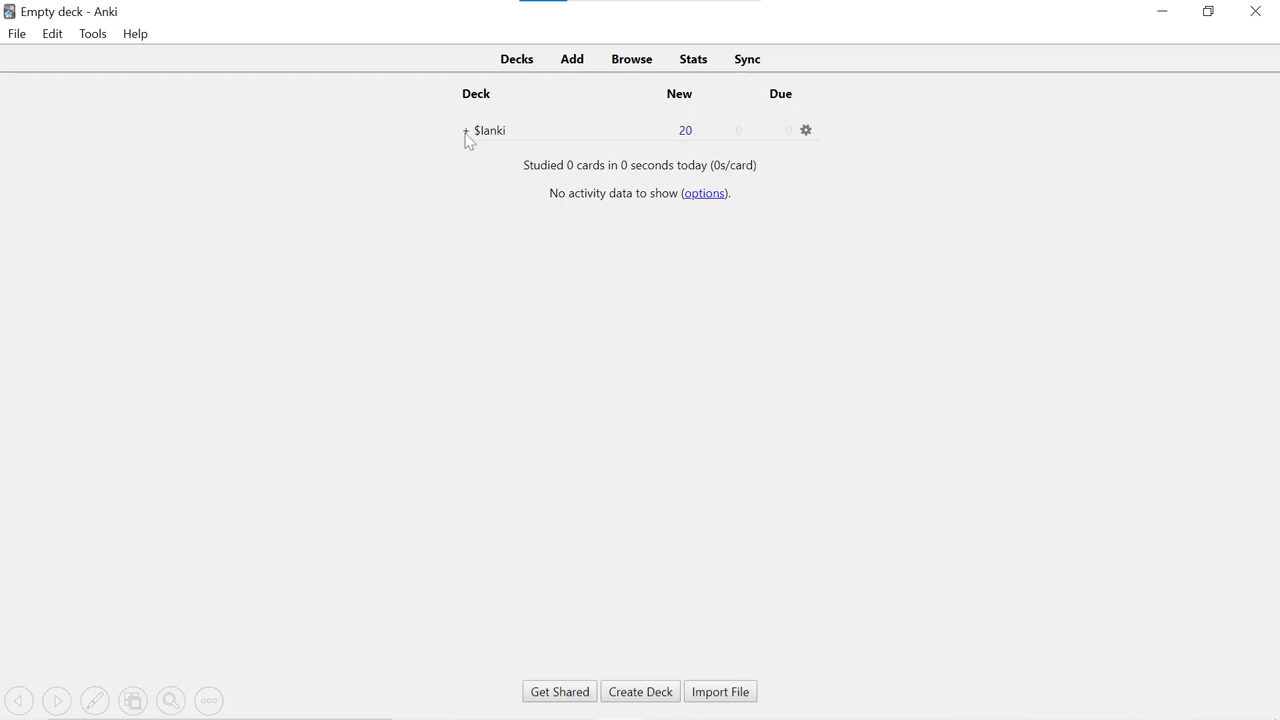 Empty deck - Anki
File Edit Tools Help
Decks Add Browse Stats Sync
Deck New Due
+ $lanki 20 0 0
Studied 0 cards in 0 seconds today (0s/card)
No activity data to show (options).
Get Shared Create Deck Import File